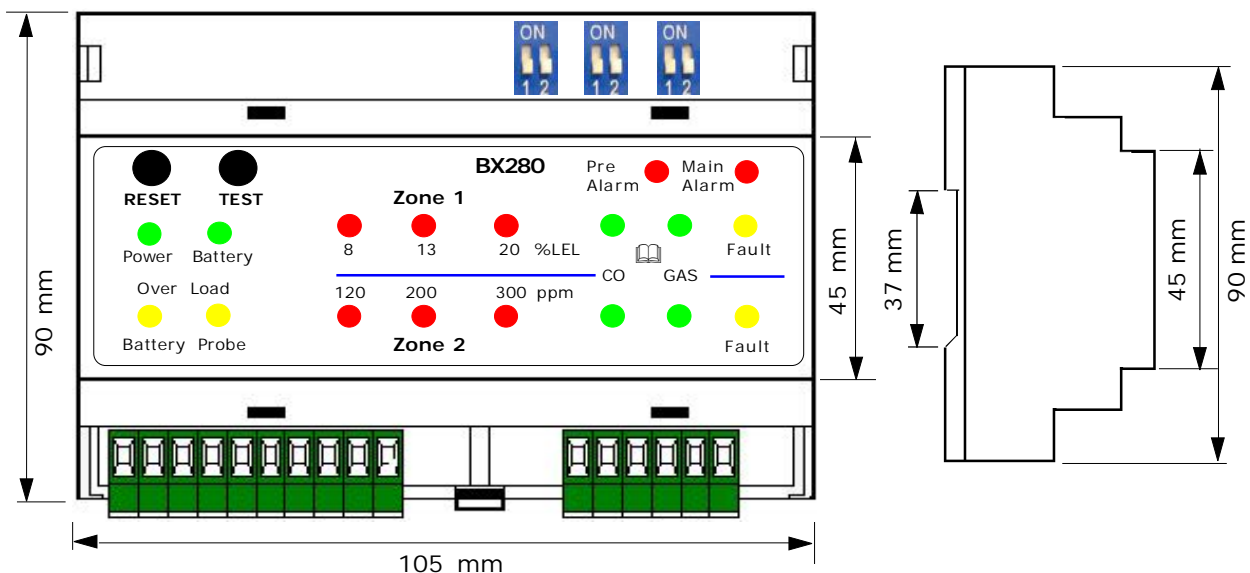 ON ON ON
1 2 1 2 1 2
BX280
Pre Alarm
Main Alarm
RESET TEST
Zone 1
8 13 20 %LEL
Power Battery
Fault
CO GAS
Over Load
120 200 300 ppm
Battery Probe
Zone 2
Fault
90 mm
105 mm
45 mm
37 mm
45 mm
90 mm